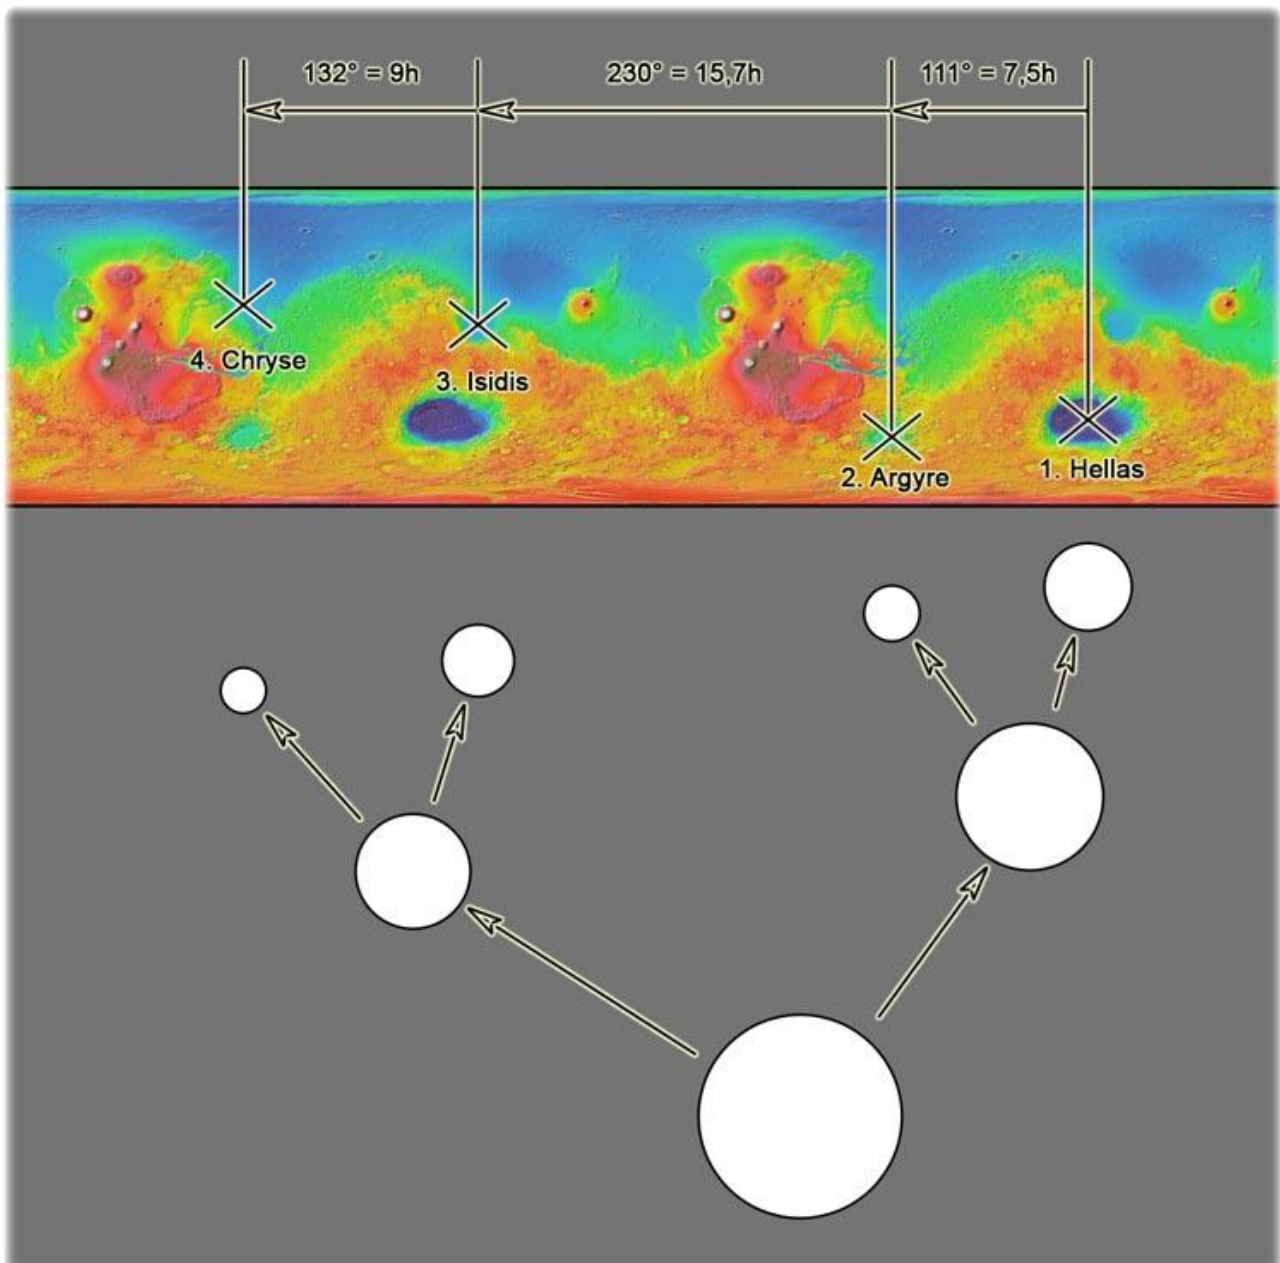 132° = 9h
230° = 15,7h
111° = 7,5h
4. Chryse
3. Isidis
2. Argyre
1. Hellas